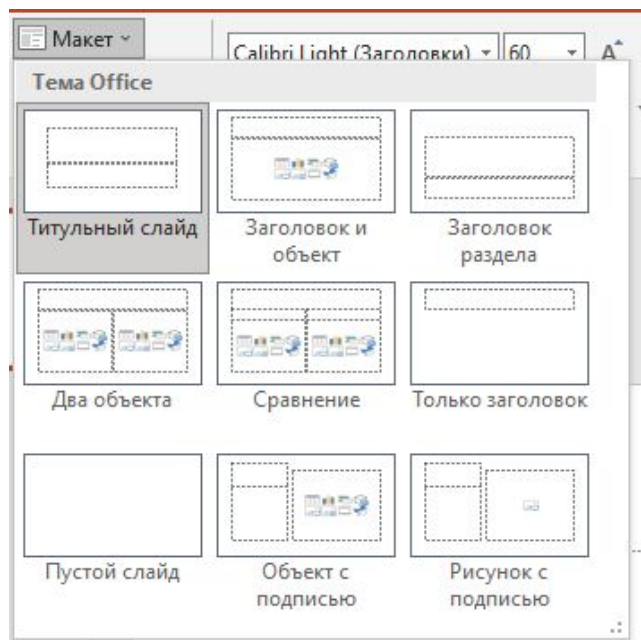 Макет
Calibri Light (Заголовки) 60 A
Тема Office
Титульный слайд
Заголовок и объект
Заголовок раздела
Два объекта
Сравнение
Только заголовок
Пустой слайд
Объект с подписью
Рисунок с подписью